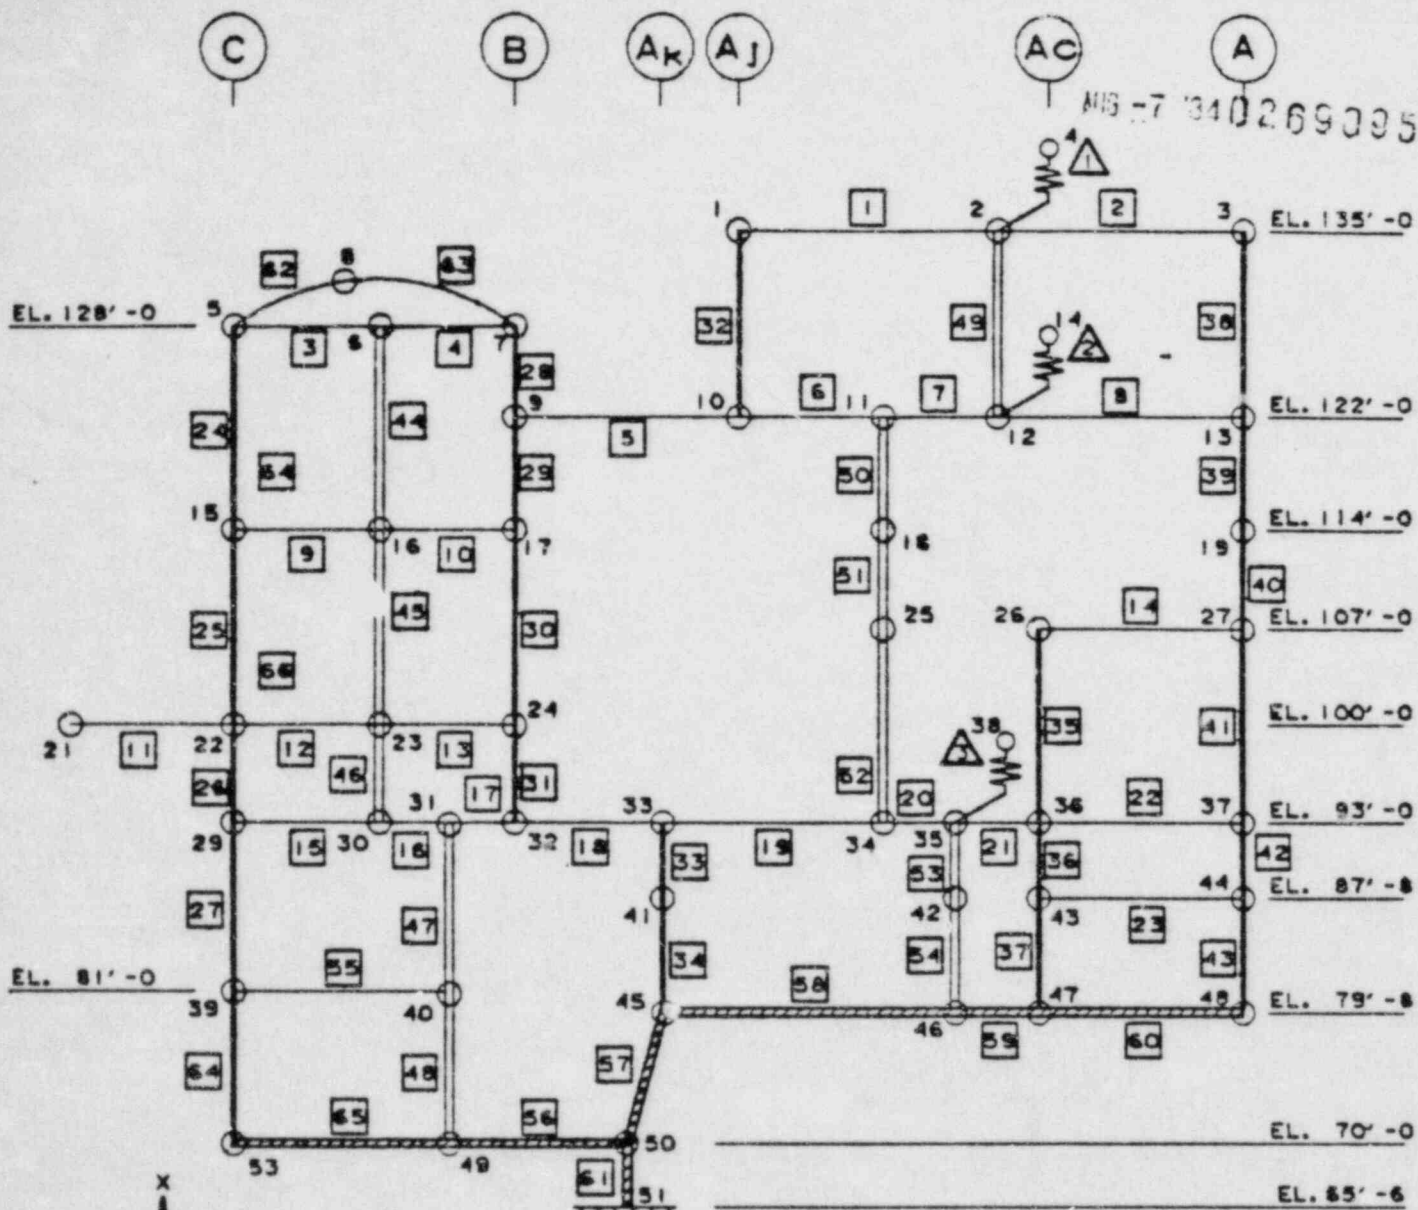 C B Ak Aj Ac A
AUG -7 '84 0269095
4 1
1 1 2 2 3 EL. 135'-0
62 8 63
EL. 128'-0 5 3 6 4 7 32 49 14 2 38
28
24 44 9 5 10 6 11 7 12 8 13 EL. 122'-0
64 29 50 39
15 9 16 10 17 18 19 EL. 114'-0
45 51 40
25 30 25 26 14 27 EL. 107'-0
66
21 11 22 12 23 13 24 38 3 35 41 EL. 100'-0
26 46 31 17 31 33 52 20 36 22 37
29 15 30 16 32 18 19 34 35 21 EL. 93'-0
33 53 36 42
27 47 41 42 43 23 44 EL. 87'-8
34 54 37 43
EL. 81'-0 55 58
39 40 45 46 59 47 60 48 EL. 79'-8
64 48 57
65 56
53 49 50 EL. 70'-0
X 61 51 EL. 65'-6